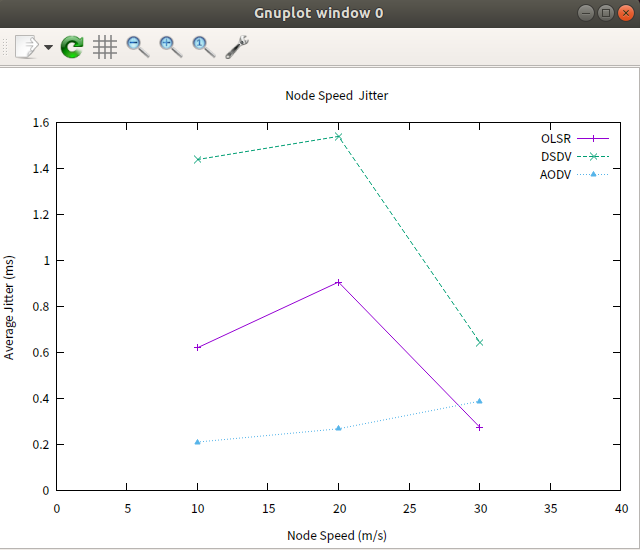 Gnuplot window 0
Node Speed  Jitter
OLSR
DSDV
AODV
1.6
1.4
1.2
1
0.8
0.6
0.4
0.2
0
Average Jitter (ms)
0 5 10 15 20 25 30 35 40
Node Speed (m/s)